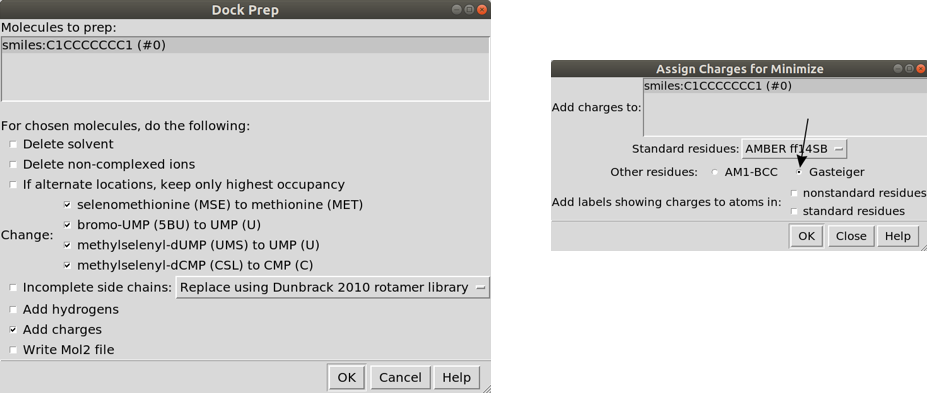 Dock Prep
Molecules to prep:
smiles:C1CCCCCCC1 (#0)
For chosen molecules, do the following:
Delete solvent
Delete non-complexed ions
If alternate locations, keep only highest occupancy
Change:
selenomethionine (MSE) to methionine (MET)
bromo-UMP (5BU) to UMP (U)
methylselenyl-dUMP (UMS) to UMP (U)
methylselenyl-dCMP (CSL) to CMP (C)
Incomplete side chains: Replace using Dunbrack 2010 rotamer library
Add hydrogens
Add charges
Write Mol2 file
OK Cancel Help
Assign Charges for Minimize
Add charges to: smiles:C1CCCCCCC1 (#0)
Standard residues: AMBER ff14SB
Other residues: AM1-BCC Gasteiger
Add labels showing charges to atoms in:
nonstandard residues
standard residues
OK Close Help